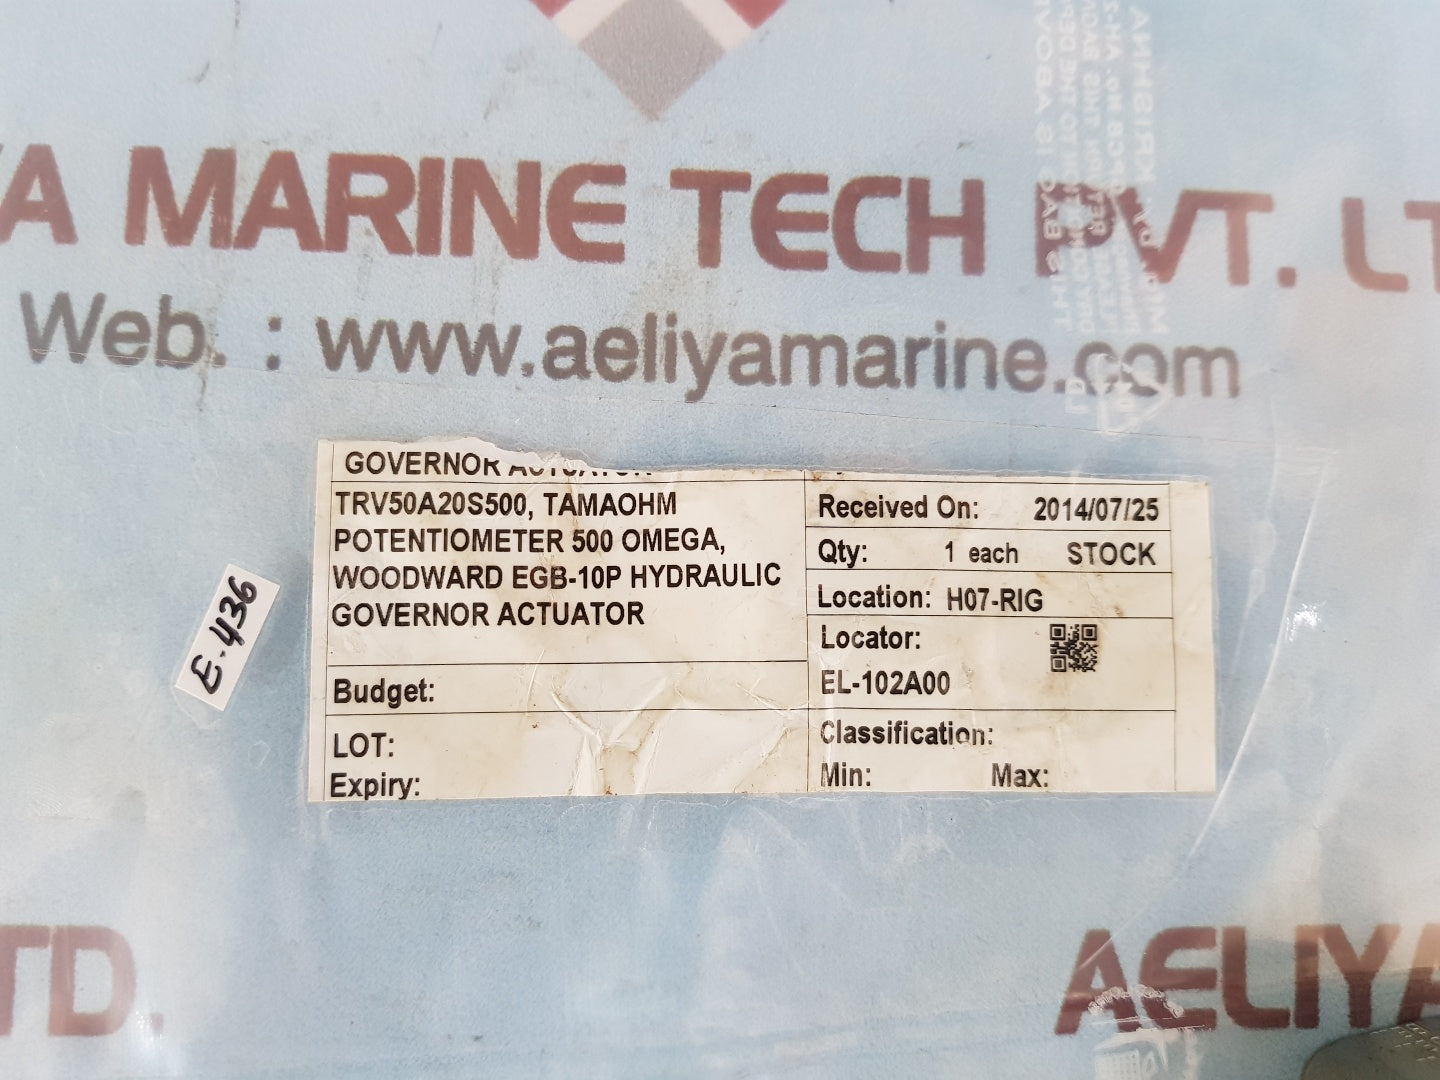 YA MARINE TECH PVT. LT
Web. : www.aeliyamarine.com
GOVERNOR ACTUATOR
TRV50A20S500, TAMAOHM
POTENTIOMETER 500 OMEGA,
WOODWARD EGB-10P HYDRAULIC
GOVERNOR ACTUATOR
Budget:
LOT:
Expiry:
Received On: 2014/07/25
Qty: 1 each STOCK
Location: H07-RIG
Locator:
EL-102A00
Classification:
Min: Max:
E-436
TD.
AELIYA